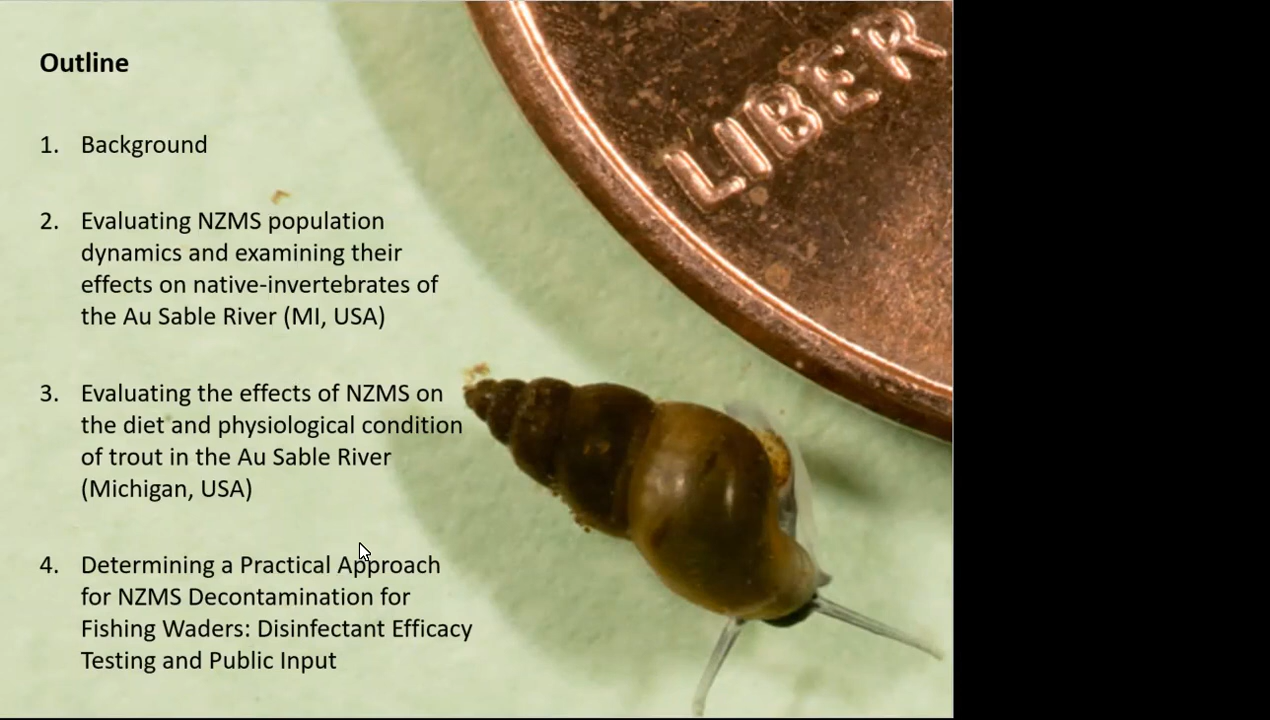 Outline
1. Background
2. Evaluating NZMS population
dynamics and examining their
effects on native-invertebrates of
the Au Sable River (MI, USA)
3. Evaluating the effects of NZMS on
the diet and physiological condition
of trout in the Au Sable River
(Michigan, USA)
4. Determining a Practical Approach
for NZMS Decontamination for
Fishing Waders: Disinfectant Efficacy
Testing and Public Input
LIBER